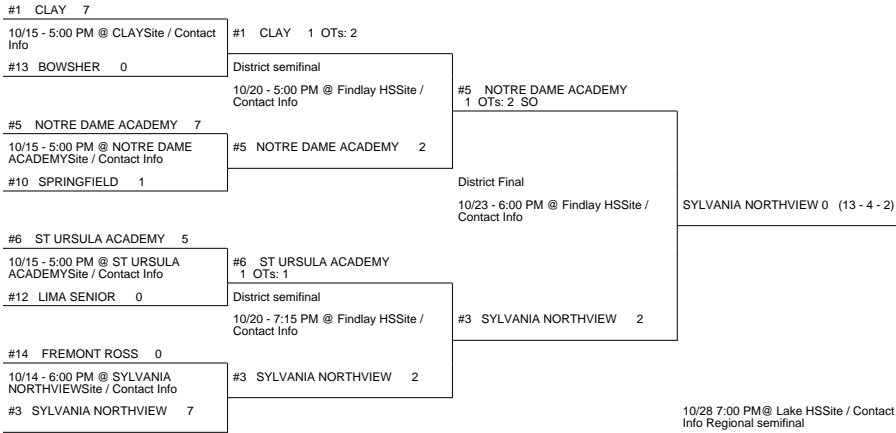 #1 CLAY 7
10/15 - 5:00 PM @ CLAYSite / Contact
Info
#13 BOWSHER 0
#5 NOTRE DAME ACADEMY 7
10/15 - 5:00 PM @ NOTRE DAME
ACADEMYSite / Contact Info
#10 SPRINGFIELD 1
#6 ST URSULA ACADEMY 5
10/15 - 5:00 PM @ ST URSULA
ACADEMYSite / Contact Info
#12 LIMA SENIOR 0
#14 FREMONT ROSS 0
10/14 - 6:00 PM @ SYLVANIA
NORTHVIEWSite / Contact Info
#3 SYLVANIA NORTHVIEW 7
#1 CLAY 1 OTs: 2
District semifinal
10/20 - 5:00 PM @ Findlay HSSite /
Contact Info
#5 NOTRE DAME ACADEMY 2
#6 ST URSULA ACADEMY
1 OTs: 1
District semifinal
10/20 - 7:15 PM @ Findlay HSSite /
Contact Info
#3 SYLVANIA NORTHVIEW 2
#5 NOTRE DAME ACADEMY
1 OTs: 2 SO
District Final
10/23 - 6:00 PM @ Findlay HSSite /
Contact Info
#3 SYLVANIA NORTHVIEW 2
SYLVANIA NORTHVIEW 0 (13 - 4 - 2)
10/28 7:00 PM@ Lake HSSite / Contact
Info Regional semifinal